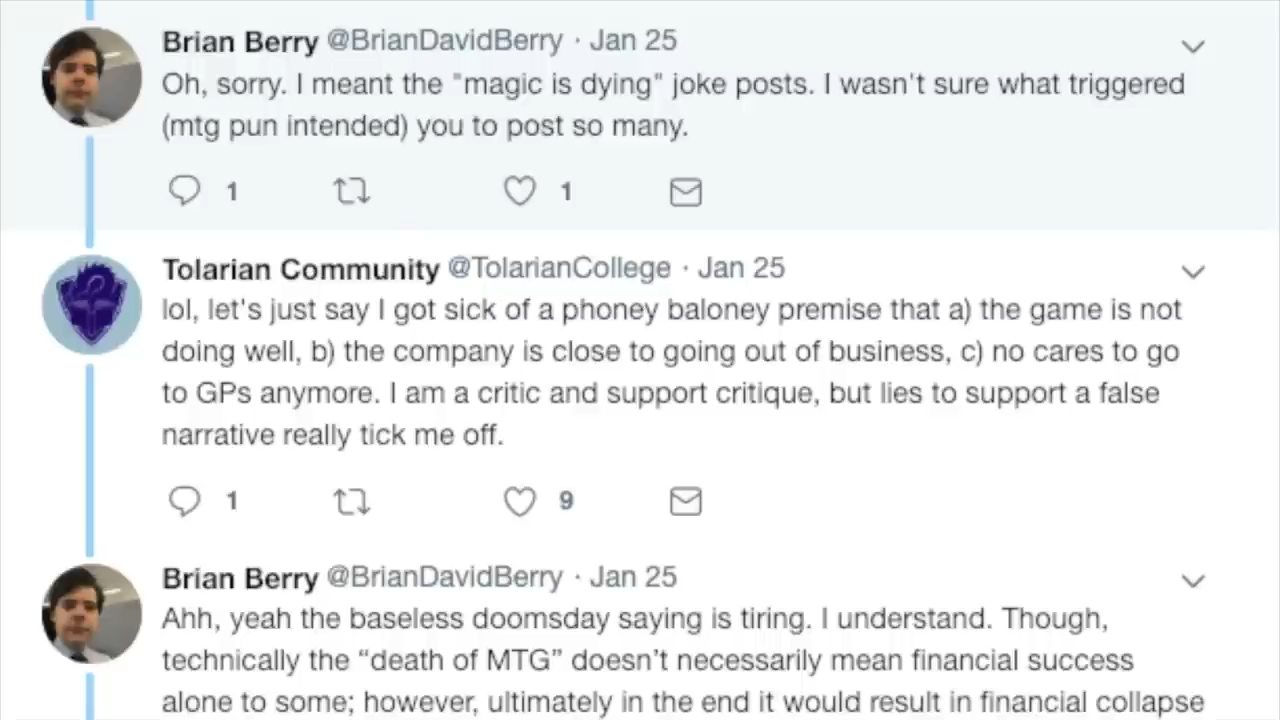 Brian Berry @BrianDavidBerry · Jan 25
Oh, sorry. I meant the "magic is dying" joke posts. I wasn't sure what triggered
(mtg pun intended) you to post so many.
1 1
Tolarian Community @TolarianCollege · Jan 25
lol, let's just say I got sick of a phoney baloney premise that a) the game is not
doing well, b) the company is close to going out of business, c) no cares to go
to GPs anymore. I am a critic and support critique, but lies to support a false
narrative really tick me off.
1 9
Brian Berry @BrianDavidBerry · Jan 25
Ahh, yeah the baseless doomsday saying is tiring. I understand. Though,
technically the “death of MTG” doesn’t necessarily mean financial success
alone to some; however, ultimately in the end it would result in financial collapse